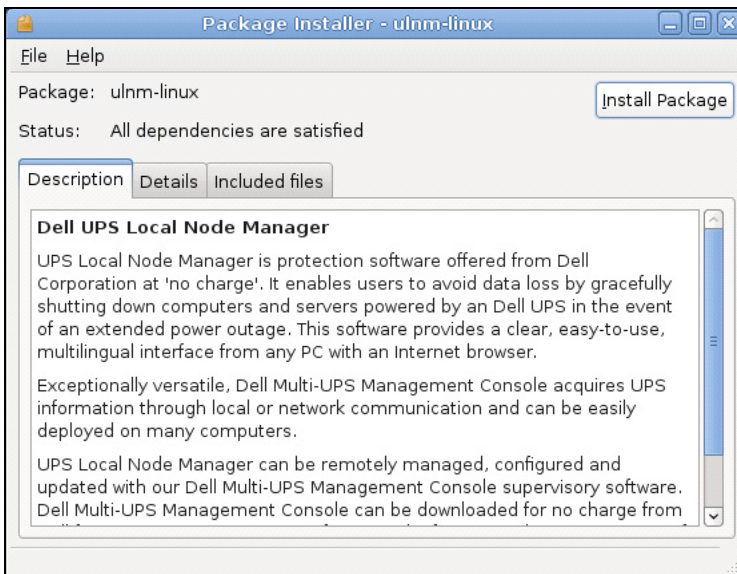 Package Installer - ulnm-linux
File Help
Package: ulnm-linux
Install Package
Status: All dependencies are satisfied
Description Details Included files
Dell UPS Local Node Manager
UPS Local Node Manager is protection software offered from Dell
Corporation at 'no charge'. It enables users to avoid data loss by gracefully
shutting down computers and servers powered by an Dell UPS in the event
of an extended power outage. This software provides a clear, easy-to-use,
multilingual interface from any PC with an Internet browser.
Exceptionally versatile, Dell Multi-UPS Management Console acquires UPS
information through local or network communication and can be easily
deployed on many computers.
UPS Local Node Manager can be remotely managed, configured and
updated with our Dell Multi-UPS Management Console supervisory software.
Dell Multi-UPS Management Console can be downloaded for no charge from